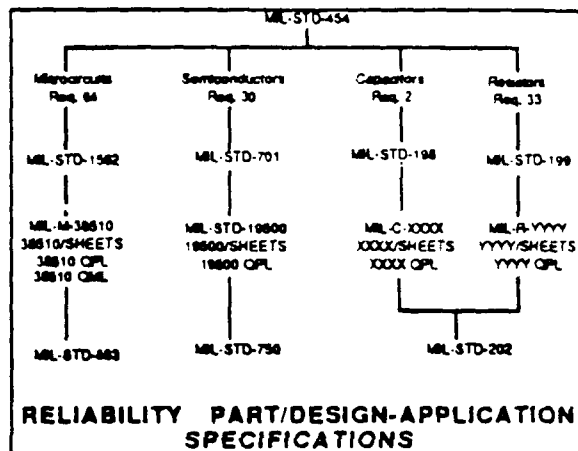 MIL-STD-454
Microcircuits
Req. 64
Semiconductors
Req. 30
Capacitors
Req. 2
Resistors
Req. 33
MIL-STD-1562
MIL-STD-701
MIL-STD-198
MIL-STD-199
MIL-M-38510
38510/SHEETS
38510 QPL
38510 QML
MIL-STD-19500
19500/SHEETS
19500 QPL
MIL-C-XXXX
XXXX/SHEETS
XXXX QPL
MIL-R-YYYY
YYYY/SHEETS
YYYY QPL
MIL-STD-883
MIL-STD-750
MIL-STD-202
RELIABILITY PART/DESIGN-APPLICATION
SPECIFICATIONS